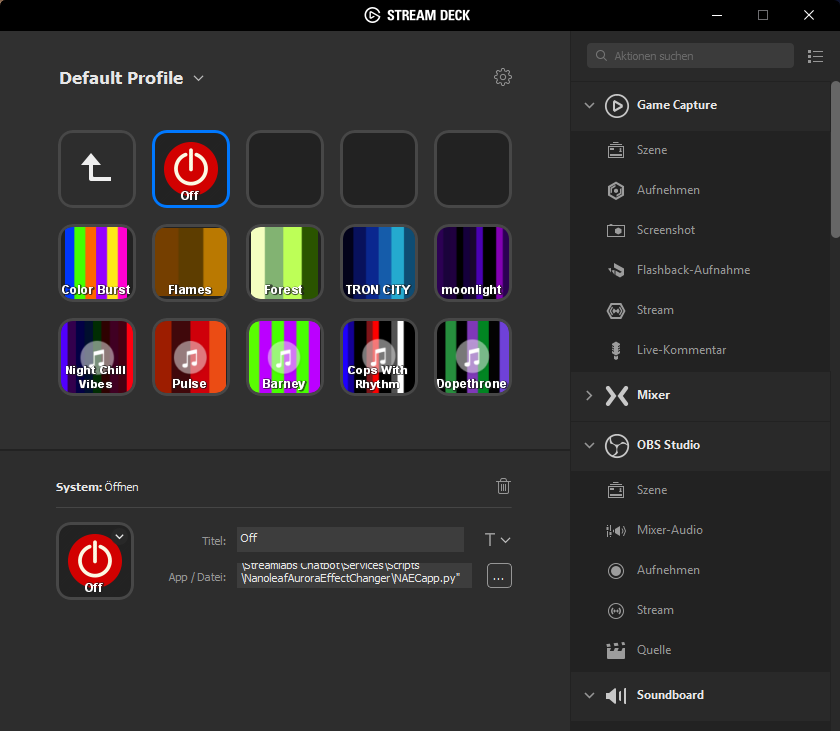 STREAM DECK
Default Profile
Off
Color Burst
Flames
Forest
TRON CITY
moonlight
Night Chill
Vibes
Pulse
Barney
Cops With
Rhythm
Dopethrone
System: Öffnen
Off
Titel:
Off
T
App / Datei:
\Streamlabs Chatbot\Services\Scripts
\NanoleafAuroraEffectChanger\NAECapp.py"
...
Aktionen suchen
Game Capture
Szene
Aufnehmen
Screenshot
Flashback-Aufnahme
Stream
Live-Kommentar
Mixer
OBS Studio
Szene
Mixer-Audio
Aufnehmen
Stream
Quelle
Soundboard